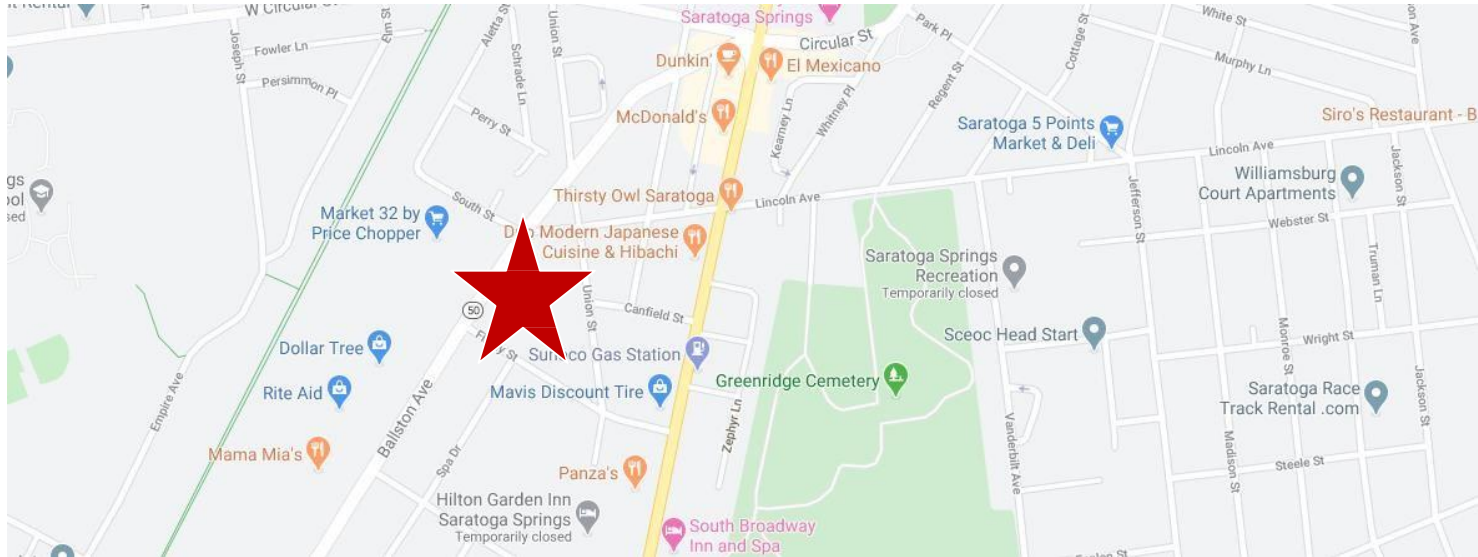 W Circular
Saratoga Springs
Circular St
Park Pl
White St
Joseph St
Fowler Ln
Persimmon Pl
Aletta St
Schrade Ln
Union St
Dunkin'
El Mexicano
Murphy Ln
Cottage St
Regent St
McDonald's
Kearney Ln
Whitney Pl
Perry St
Saratoga 5 Points
Market & Deli
Siro's Restaurant - B
Lincoln Ave
Jackson St
Williamsburg
Court Apartments
Jefferson St
Webster St
South St
Thirsty Owl Saratoga
Lincoln Ave
Market 32 by
Price Chopper
Modern Japanese
Cuisine & Hibachi
Saratoga Springs
Recreation
Temporarily closed
Truman Ln
50
Union St
Canfield St
Sceoc Head Start
Monroe St
Wright St
Dollar Tree
Gas Station
Greenridge Cemetery
Rite Aid
Mavis Discount Tire
Saratoga Race
Track Rental .com
Jackson St
Empire Ave
Ballston Ave
Zephyr Ln
Vanderbilt Ave
Madison St
Steele St
Mama Mia's
Spa Dr
Panza's
Hilton Garden Inn
Saratoga Springs
Temporarily closed
South Broadway
Inn and Spa